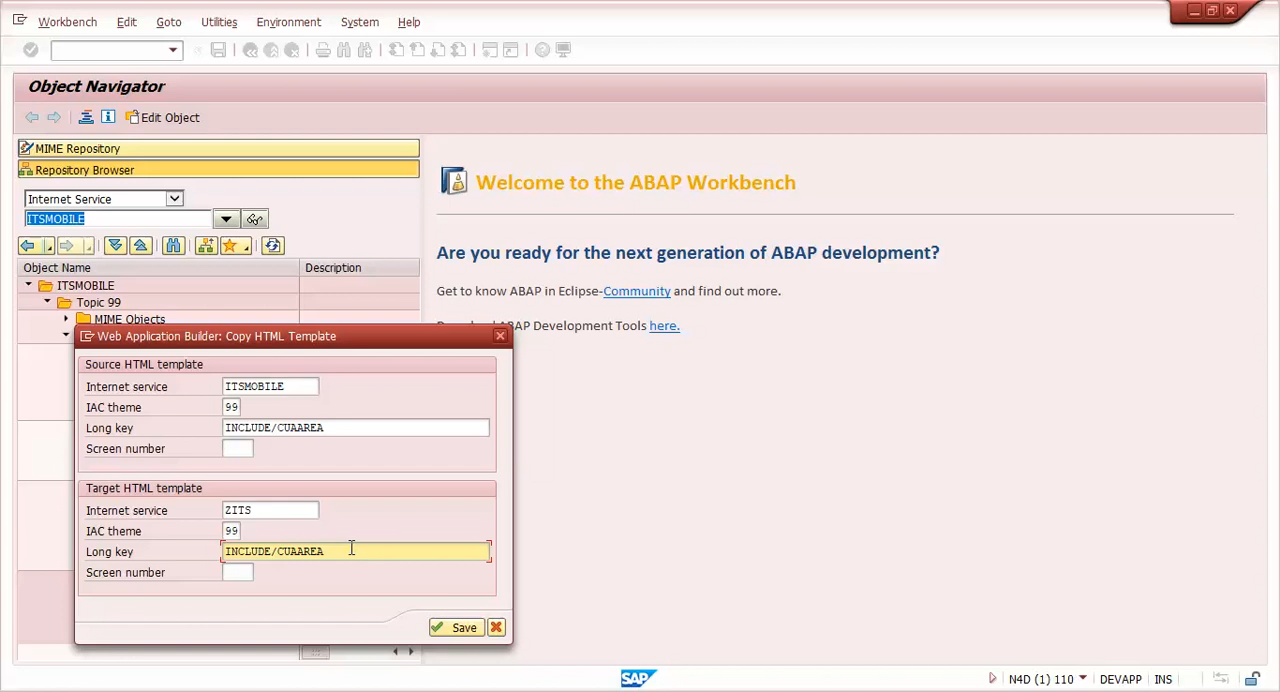 Workbench Edit Goto Utilities Environment System Help
Object Navigator
Edit Object
MIME Repository
Repository Browser
Internet Service
ITSMOBILE
Object Name Description
ITSMOBILE
Topic 99
MIME Objects
Welcome to the ABAP Workbench
Are you ready for the next generation of ABAP development?
Get to know ABAP in Eclipse-Community and find out more.
ABAP Development Tools here.
Web Application Builder: Copy HTML Template
Source HTML template
Internet service ITSMOBILE
IAC theme 99
Long key INCLUDE/CUAAREA
Screen number
Target HTML template
Internet service ZITS
IAC theme 99
Long key INCLUDE/CUAAREA
Screen number
Save
SAP
N4D (1) 110 DEVAPP INS